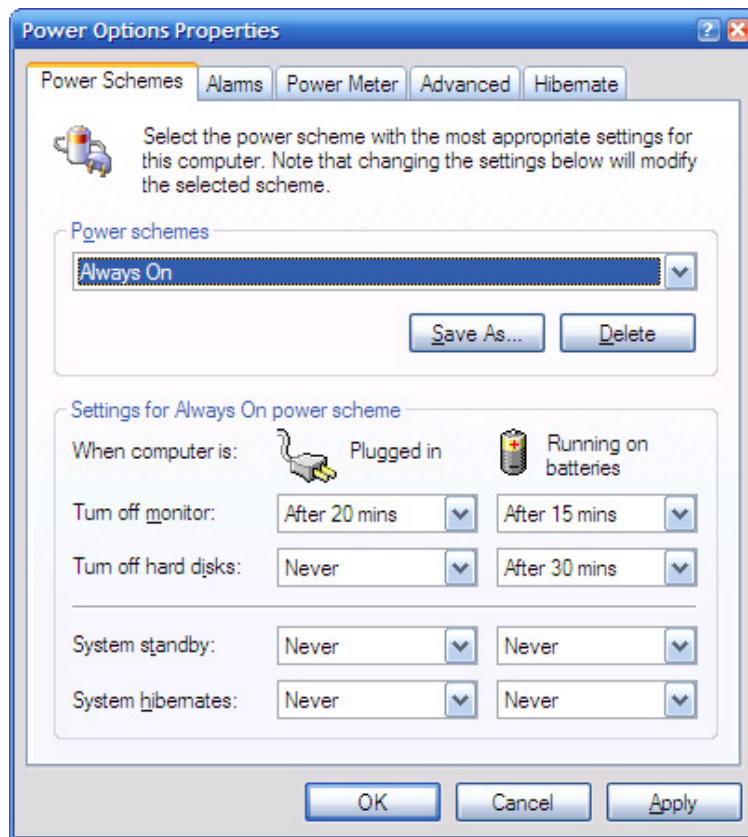 Power Options Properties
Power Schemes Alarms Power Meter Advanced Hibernate
Select the power scheme with the most appropriate settings for
this computer. Note that changing the settings below will modify
the selected scheme.
Power schemes
Always On
Save As... Delete
Settings for Always On power scheme
When computer is: Plugged in Running on
batteries
Turn off monitor: After 20 mins After 15 mins
Turn off hard disks: Never After 30 mins
System standby: Never Never
System hibernates: Never Never
OK Cancel Apply